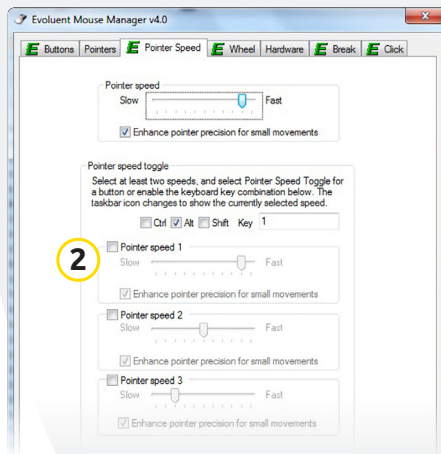 Evoluent Mouse Manager v4.0
Buttons Pointers Pointer Speed Wheel Hardware Break Click
Pointer speed
Slow Fast
Enhance pointer precision for small movements
Pointer speed toggle
Select at least two speeds, and select Pointer Speed Toggle for
a button or enable the keyboard key combination below. The
taskbar icon changes to show the currently selected speed.
Ctrl Alt Shift Key 1
2
Pointer speed 1
Slow Fast
Enhance pointer precision for small movements
Pointer speed 2
Slow Fast
Enhance pointer precision for small movements
Pointer speed 3
Slow Fast
Enhance pointer precision for small movements